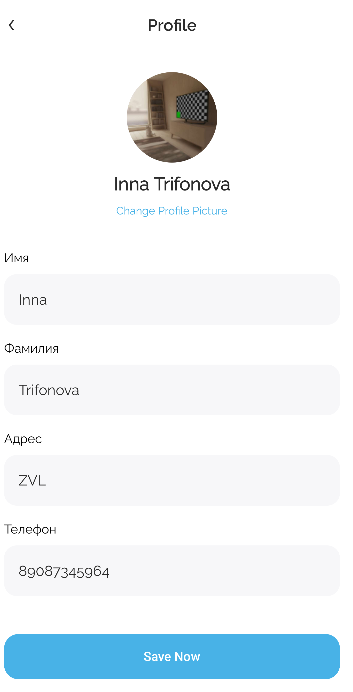 Profile
Inna Trifonova
Change Profile Picture
Имя
Inna
Фамилия
Trifonova
Адрес
ZVL
Телефон
89087345964
Save Now